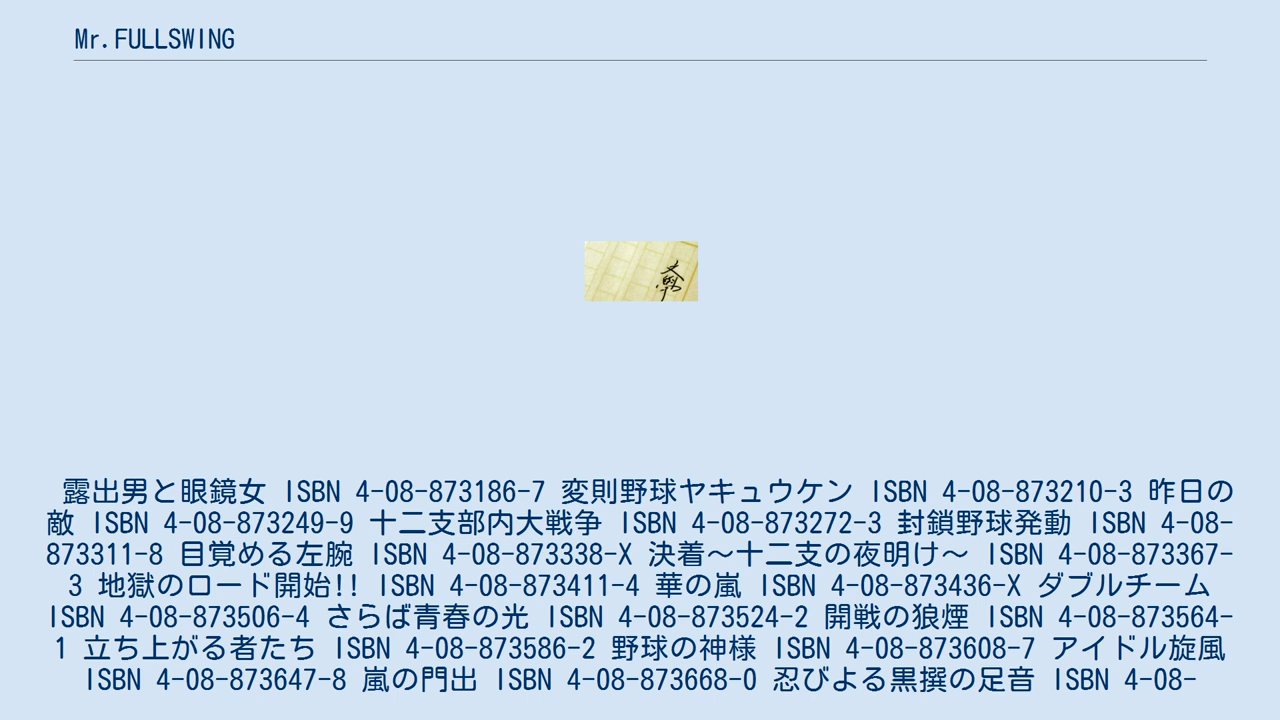 Mr.FULLSWING
露出男と眼鏡女 ISBN 4-08-873186-7 変則野球ヤキュウケン ISBN 4-08-873210-3 昨日の
敵 ISBN 4-08-873249-9 十二支部内大戦争 ISBN 4-08-873272-3 封鎖野球発動 ISBN 4-08-
873311-8 目覚める左腕 ISBN 4-08-873338-X 決着〜十二支の夜明け〜 ISBN 4-08-873367-
3 地獄のロード開始!! ISBN 4-08-873411-4 華の嵐 ISBN 4-08-873436-X ダブルチーム
ISBN 4-08-873506-4 さらば青春の光 ISBN 4-08-873524-2 開戦の狼煙 ISBN 4-08-873564-
1 立ち上がる者たち ISBN 4-08-873586-2 野球の神様 ISBN 4-08-873608-7 アイドル旋風
ISBN 4-08-873647-8 嵐の門出 ISBN 4-08-873668-0 忍びよる黒撰の足音 ISBN 4-08-